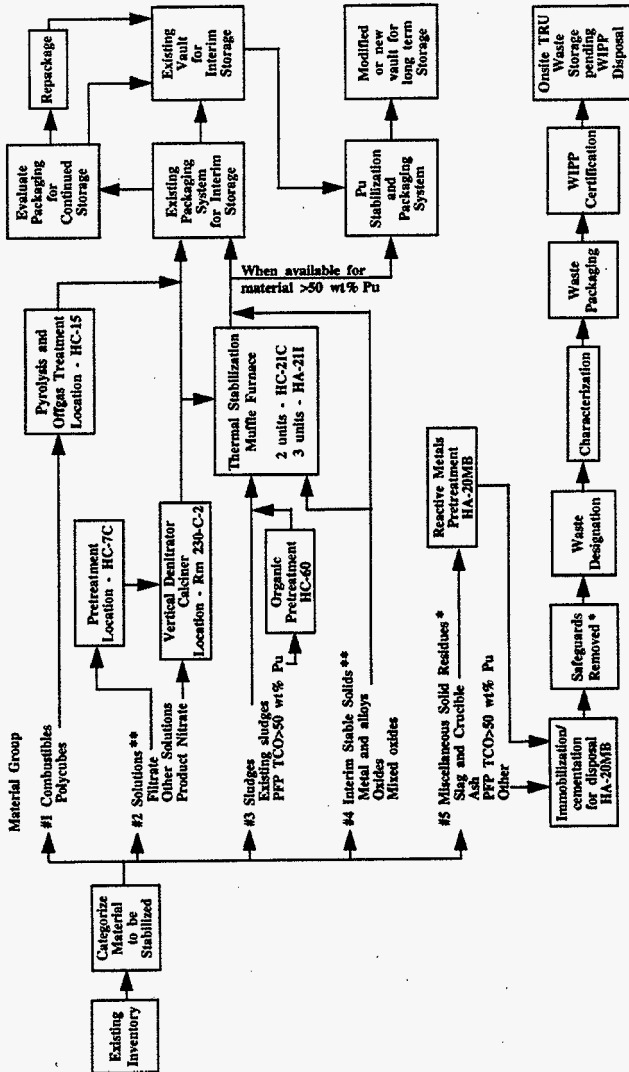 Existing
Inventory
Categorize
Material
to be
Stabilized
Material Group
#1 Combustibles
Polycubes
#2 Solutions**
Filtrate
Other Solutions
Product Nitrate
#3 Sludges
Existing sludges
PFP TCO>50 wt% Pu
#4 Interim Stable Solids**
Metal and alloys
Oxides
Mixed oxides
#5 Miscellaneous Solid Residues*
Slag and Crucible
Ash
PFP TCO>50 wt% Pu
Other
Pretreatment
Location - HC-7C
Vertical Denitrator
Calciner
Location - Rm 230-C-2
Organic
Pretreatment
HC-60
Pyrolysis and
Offgas Treatment
Location - HC-15
Thermal Stabilization
Muffle Furnace
2 units - HC-21C
3 units - HA-21I
Reactive Metals
Pretreatment
HA-20MB
When available for
material >50 wt% Pu
Evaluate
Packaging
for
Continued
Storage
Repackage
Existing
Packaging
System
for Interim
Storage
Existing
Vault for
Interim
Storage
Pu
Stabilization
and
Packaging
System
Modified
or new
vault for
long term
Storage
Immobilization/
cementation
for disposal
HA-20MB
Safeguards
Removed *
Waste
Designation
Characterization
Waste
Packaging
WIPP
Certification
Onsite TRU
Waste
Storage
pending
WIPP
Disposal